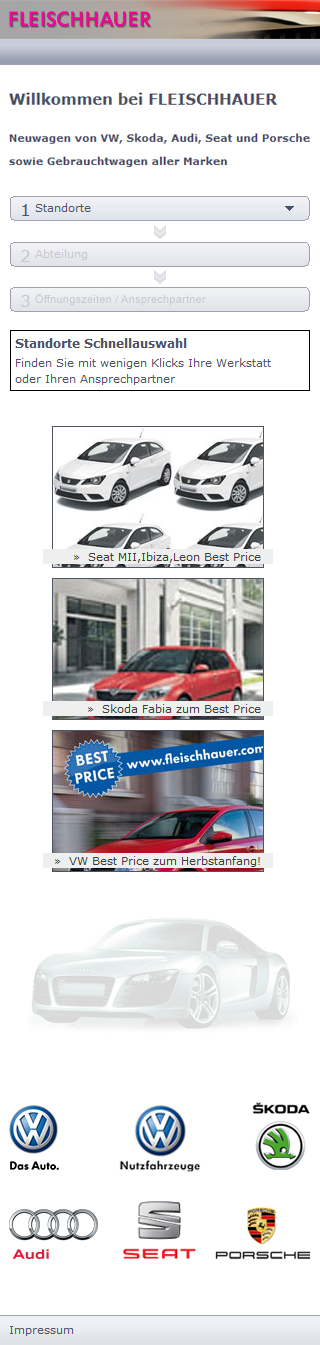 FLEISCHHAUER
Willkommen bei FLEISCHHAUER
Neuwagen von VW, Skoda, Audi, Seat und Porsche
sowie Gebrauchtwagen aller Marken
1 Standorte
2 Abteilung
3 Öffnungszeiten / Ansprechpartner
Standorte Schnellauswahl
Finden Sie mit wenigen Klicks Ihre Werkstatt
oder Ihren Ansprechpartner
» Seat MII,Ibiza,Leon Best Price
» Skoda Fabia zum Best Price
BEST
PRICE
www.fleischhauer.com
» VW Best Price zum Herbstanfang!
Das Auto.
Nutzfahrzeuge
ŠKODA
Audi
SEAT
PORSCHE
Impressum